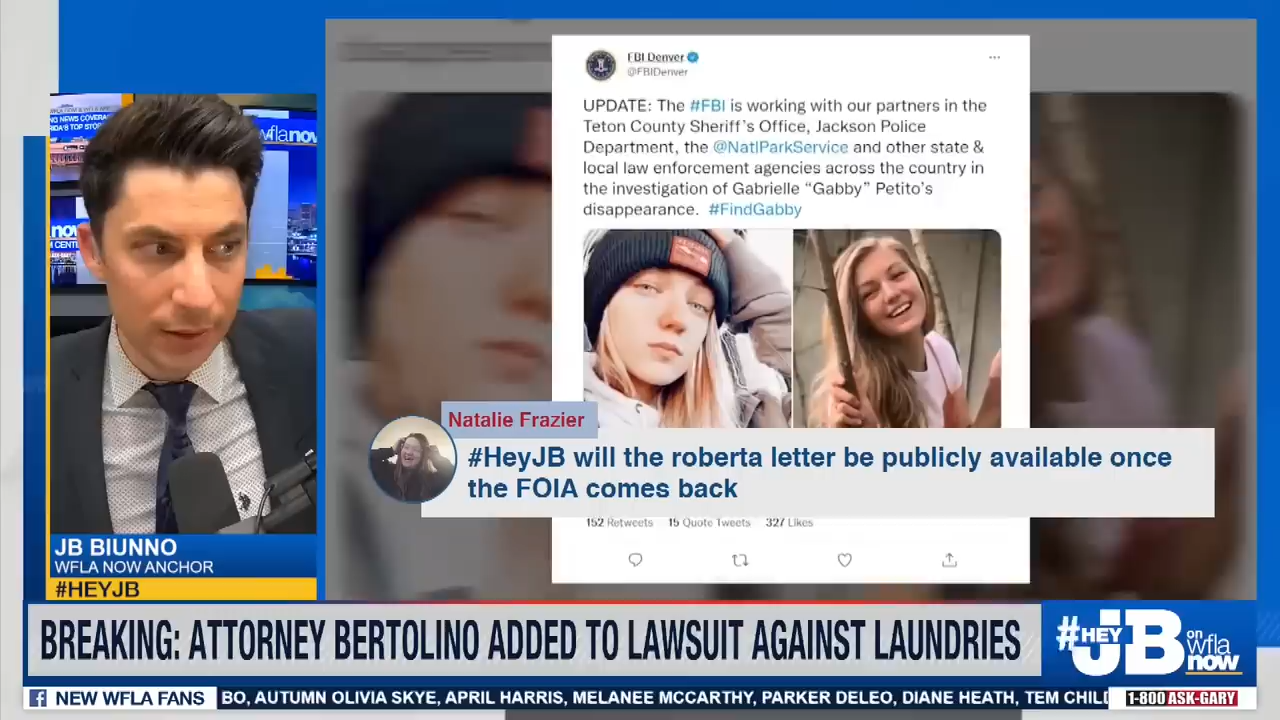 FBI Denver
@FBIDenver
UPDATE: The #FBI is working with our partners in the
Teton County Sheriff's Office, Jackson Police
Department, the @NatlParkService and other state &
local law enforcement agencies across the country in
the investigation of Gabrielle “Gabby” Petito's
disappearance. #FindGabby
Natalie Frazier
#HeyJB will the roberta letter be publicly available once
the FOIA comes back
152 Retweets 15 Quote Tweets 327 Likes
wflanow
now
JB BIUNNO
WFLA NOW ANCHOR
#HEYJB
BREAKING: ATTORNEY BERTOLINO ADDED TO LAWSUIT AGAINST LAUNDRIES
#HEY JB on wfla now
NEW WFLA FANS
BO, AUTUMN OLIVIA SKYE, APRIL HARRIS, MELANEE MCCARTHY, PARKER DELEO, DIANE HEATH, TEM CHILD
1-800 ASK-GARY